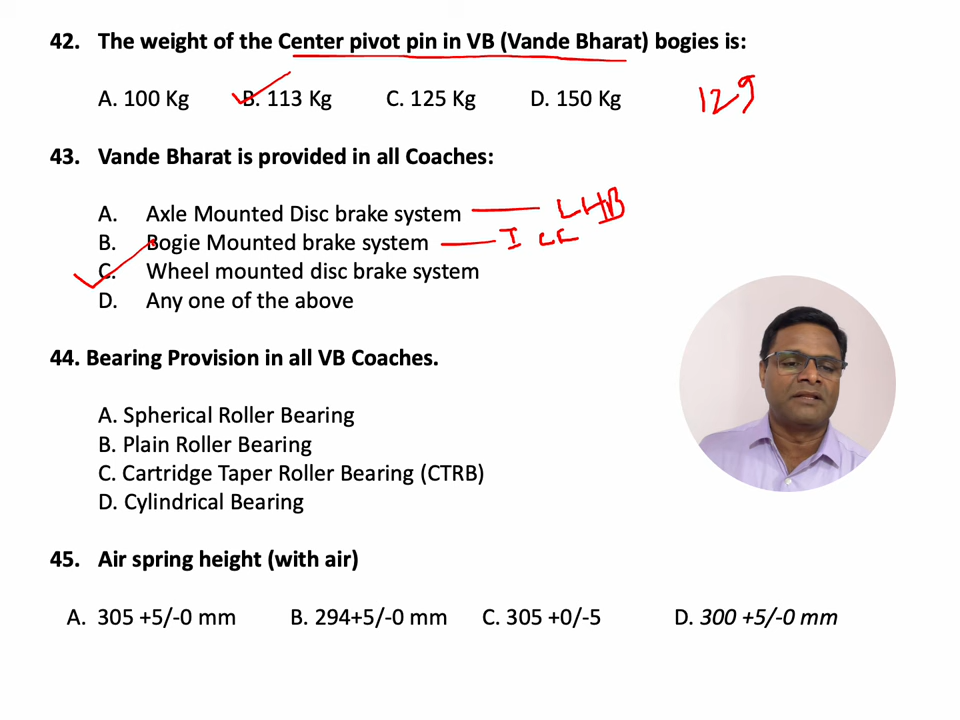 42. The weight of the Center pivot pin in VB (Vande Bharat) bogies is:
A. 100 Kg B. 113 Kg C. 125 Kg D. 150 Kg 129
43. Vande Bharat is provided in all Coaches:
A. Axle Mounted Disc brake system LHB
B. Bogie Mounted brake system
C. Wheel mounted disc brake system
D. Any one of the above
44. Bearing Provision in all VB Coaches.
A. Spherical Roller Bearing
B. Plain Roller Bearing
C. Cartridge Taper Roller Bearing (CTRB)
D. Cylindrical Bearing
45. Air spring height (with air)
A. 305 +5/-0 mm B. 294+5/-0 mm C. 305 +0/-5 D. 300 +5/-0 mm